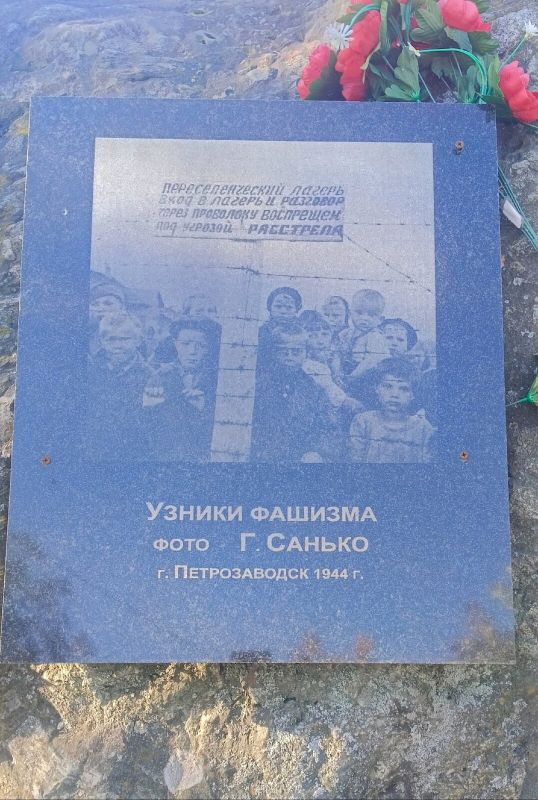 ПЕРЕСЕЛЕНЧЕСКИЙ ЛАГЕРЬ
ВХОД В ЛАГЕРЬ И РАЗГОВОР
ЧЕРЕЗ ПРОВОЛОКУ ВОСПРЕЩЕН
ПОД УГРОЗОЙ РАССТРЕЛА
Узники фашизма
фото Г. Санько
г. Петрозаводск 1944 г.